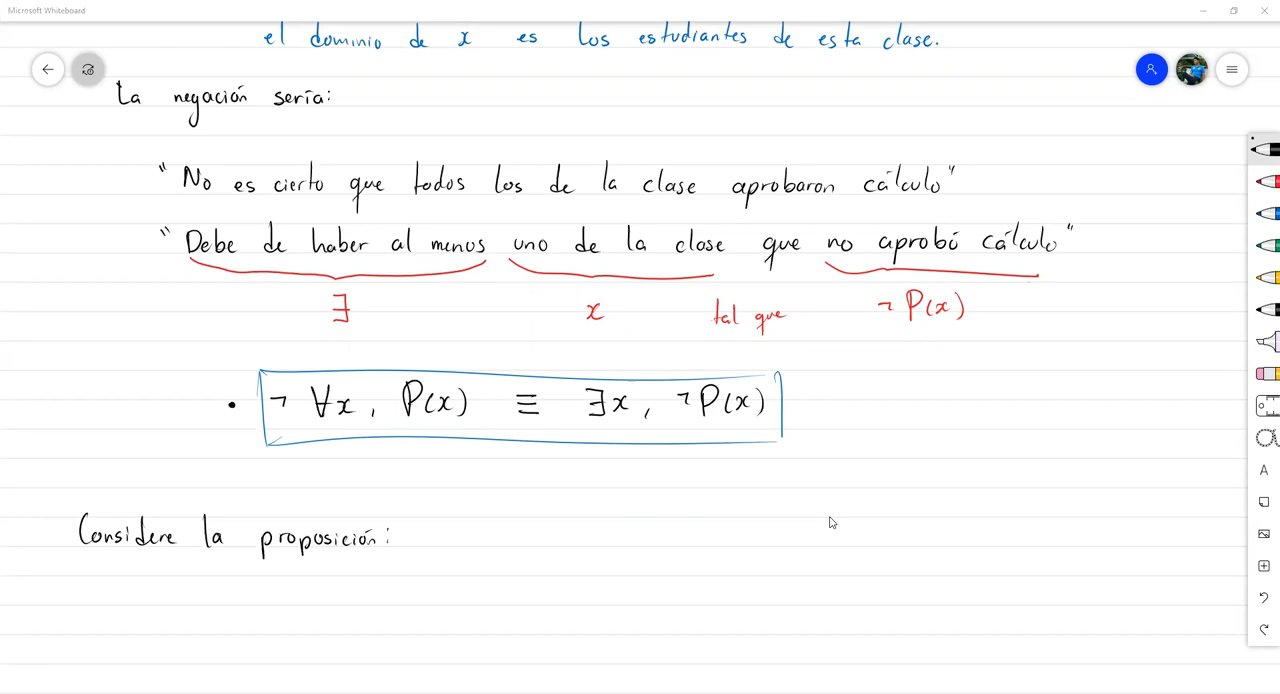 Microsoft Whiteboard
el dominio de x es los estudiantes de esta clase.
La negación sería:
"No es cierto que todos los de la clase aprobaron cálculo"
"Debe de haber al menos uno de la clase que no aprobó cálculo"
∃ x tal que ¬P(x)
• ¬∀x, P(x) ≡ ∃x, ¬P(x)
Considere la proposición:
A